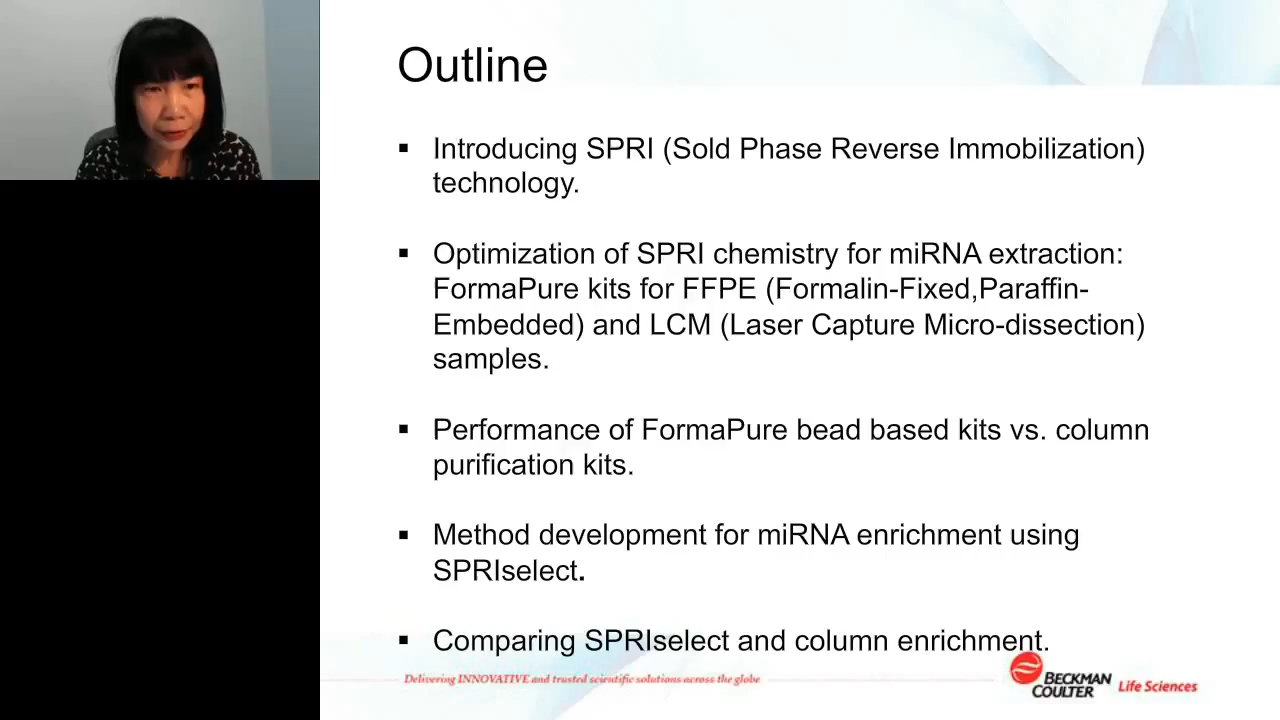 Outline
▪ Introducing SPRI (Sold Phase Reverse Immobilization)
technology.
▪ Optimization of SPRI chemistry for miRNA extraction:
FormaPure kits for FFPE (Formalin-Fixed,Paraffin-
Embedded) and LCM (Laser Capture Micro-dissection)
samples.
▪ Performance of FormaPure bead based kits vs. column
purification kits.
▪ Method development for miRNA enrichment using
SPRIselect.
▪ Comparing SPRIselect and column enrichment.
Delivering INNOVATIVE and trusted scientific solutions across the globe
BECKMAN
COULTER Life Sciences